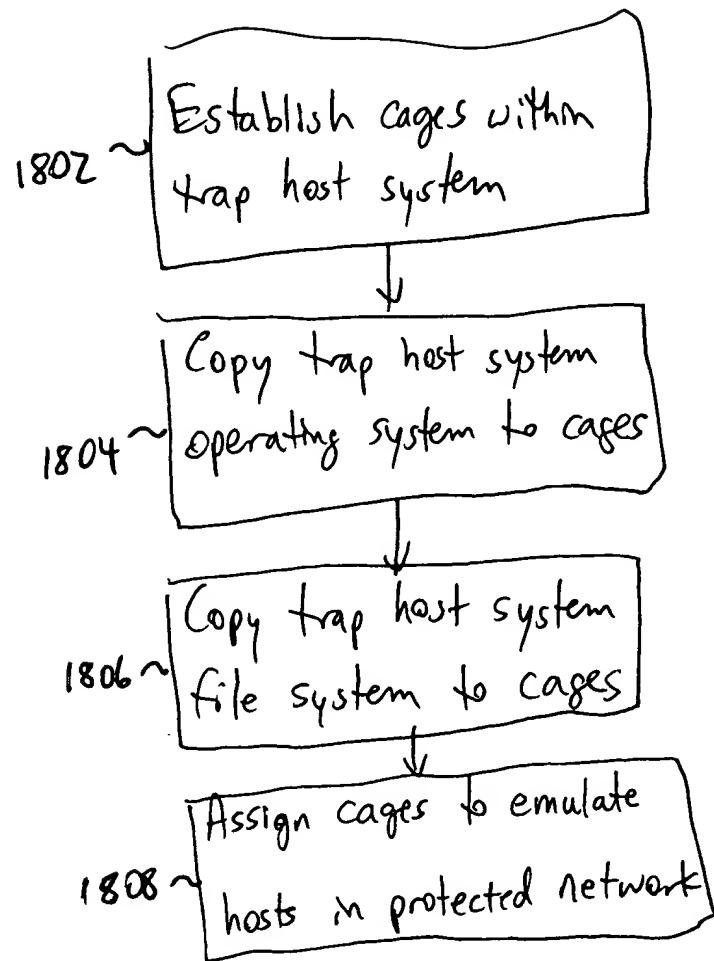 Establish cages within
1802 ~ trap host system
Copy trap host system
1804 ~ operating system to cages
Copy trap host system
1806 ~ file system to cages
Assign cages to emulate
1808 ~ hosts in protected network